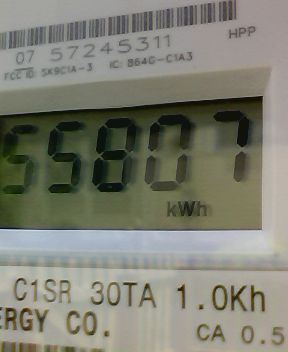 07 57245311
HPP
FCC ID: SK9C1A-3 IC: 864G-C1A3
55807
kWh
C1SR 30TA 1.0Kh
ERGY CO. CA 0.5